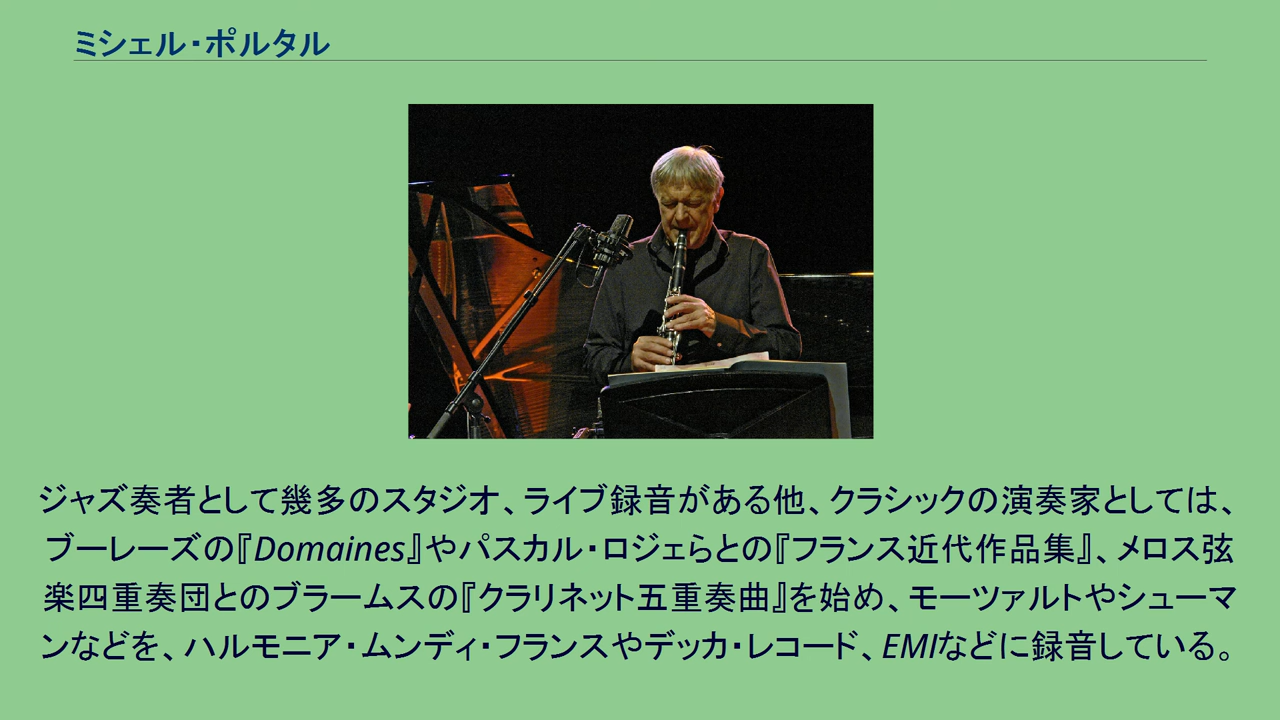 ミシェル・ポルタル
ジャズ奏者として幾多のスタジオ、ライブ録音がある他、クラシックの演奏家としては、
ブーレーズの『Domaines』やパスカル・ロジェらとの『フランス近代作品集』、メロス弦
楽四重奏団とのブラームスの『クラリネット五重奏曲』を始め、モーツァルトやシューマ
ンなどを、ハルモニア・ムンディ・フランスやデッカ・レコード、EMIなどに録音している。